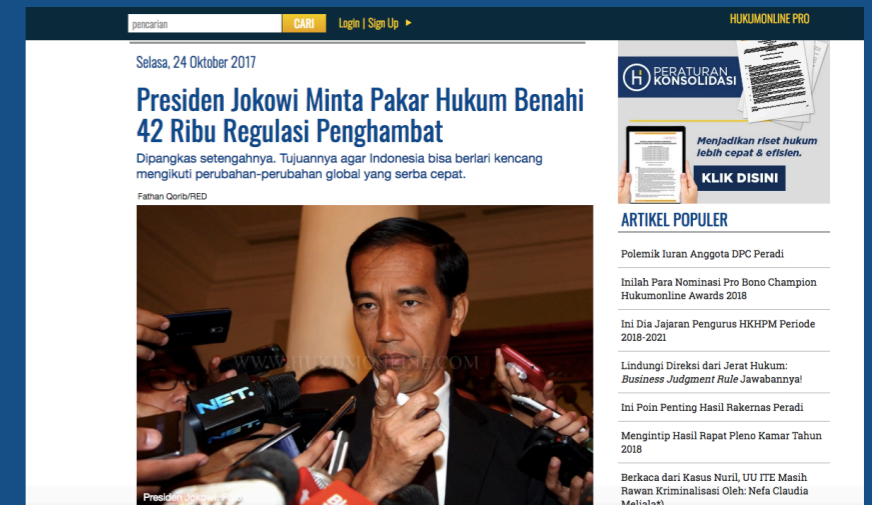 pencarian
CARI
Login | Sign Up ►
HUKUMONLINE PRO
Selasa, 24 Oktober 2017
Presiden Jokowi Minta Pakar Hukum Benahi
42 Ribu Regulasi Penghambat
Dipangkas setengahnya. Tujuannya agar Indonesia bisa berlari kencang
mengikuti perubahan-perubahan global yang serba cepat.
Fathan Qorib/RED
WWW.HUKUMONLINE.COM
NET.
NET.
Presiden Jokowi.
PERATURAN
KONSOLIDASI
Menjadikan riset hukum
lebih cepat & efisien.
KLIK DISINI
ARTIKEL POPULER
Polemik Iuran Anggota DPC Peradi
Inilah Para Nominasi Pro Bono Champion
Hukumonline Awards 2018
Ini Dia Jajaran Pengurus HKHPM Periode
2018-2021
Lindungi Direksi dari Jerat Hukum:
Business Judgment Rule Jawabannya!
Ini Poin Penting Hasil Rakernas Peradi
Mengintip Hasil Rapat Pleno Kamar Tahun
2018
Berkaca dari Kasus Nuril, UU ITE Masih
Rawan Kriminalisasi Oleh: Nefa Claudia
Meliala*)